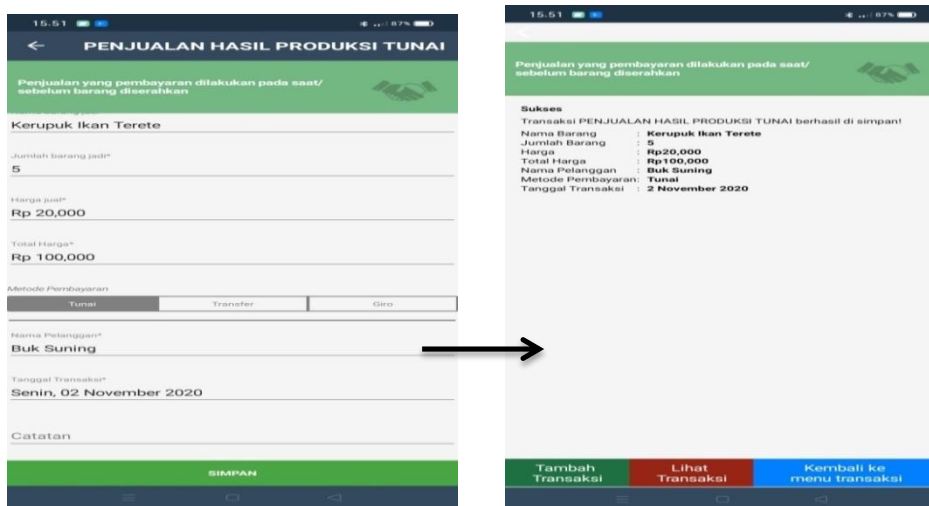 15.51
87%
PENJUALAN HASIL PRODUKSI TUNAI
Penjualan yang pembayaran dilakukan pada saat/
sebelum barang diserahkan
Kerupuk Ikan Terete
Jumlah barang jadi*
5
Harga jual*
Rp 20,000
Total Harga*
Rp 100,000
Metode Pembayaran
Tunai
Transfer
Giro
Nama Pelanggan*
Buk Suning
Tanggal Transaksi*
Senin, 02 November 2020
Catatan
SIMPAN
15.51
87%
Penjualan yang pembayaran dilakukan pada saat/
sebelum barang diserahkan
Sukses
Transaksi PENJUALAN HASIL PRODUKSI TUNAI berhasil di simpan!
Nama Barang : Kerupuk Ikan Terete
Jumlah Barang : 5
Harga : Rp20,000
Total Harga : Rp100,000
Nama Pelanggan : Buk Suning
Metode Pembayaran: Tunai
Tanggal Transaksi : 2 November 2020
Tambah
Transaksi
Lihat
Transaksi
Kembali ke
menu transaksi